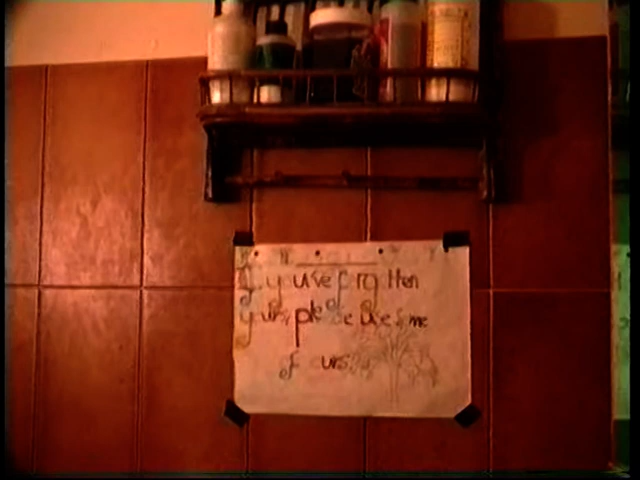 If you've forgotten
yours, please use some
of ours